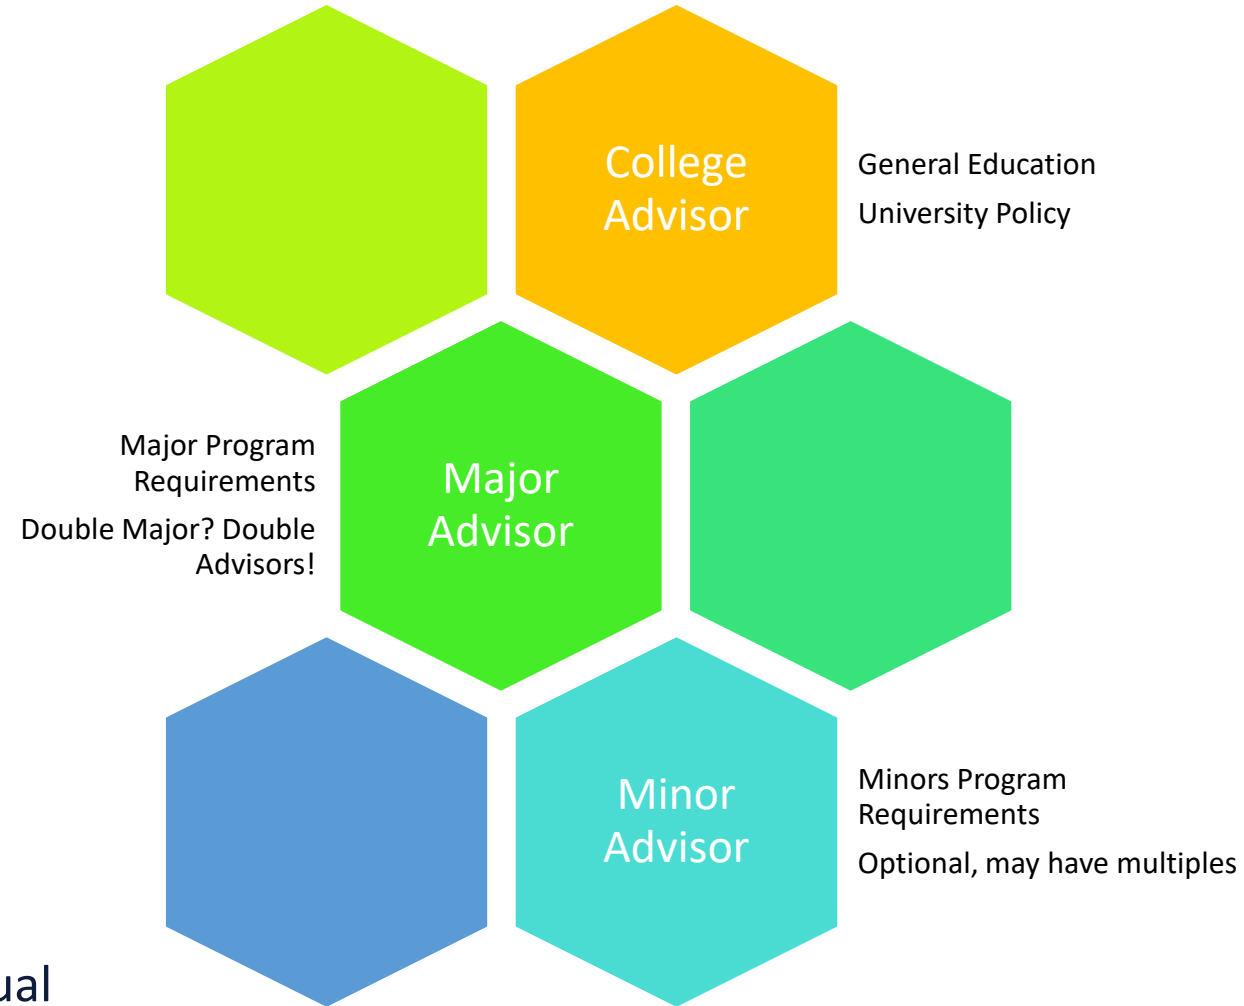 College
Advisor
General Education
University Policy
Major Program
Requirements
Double Major? Double
Advisors!
Major
Advisor
Minor
Advisor
Minors Program
Requirements
Optional, may have multiples